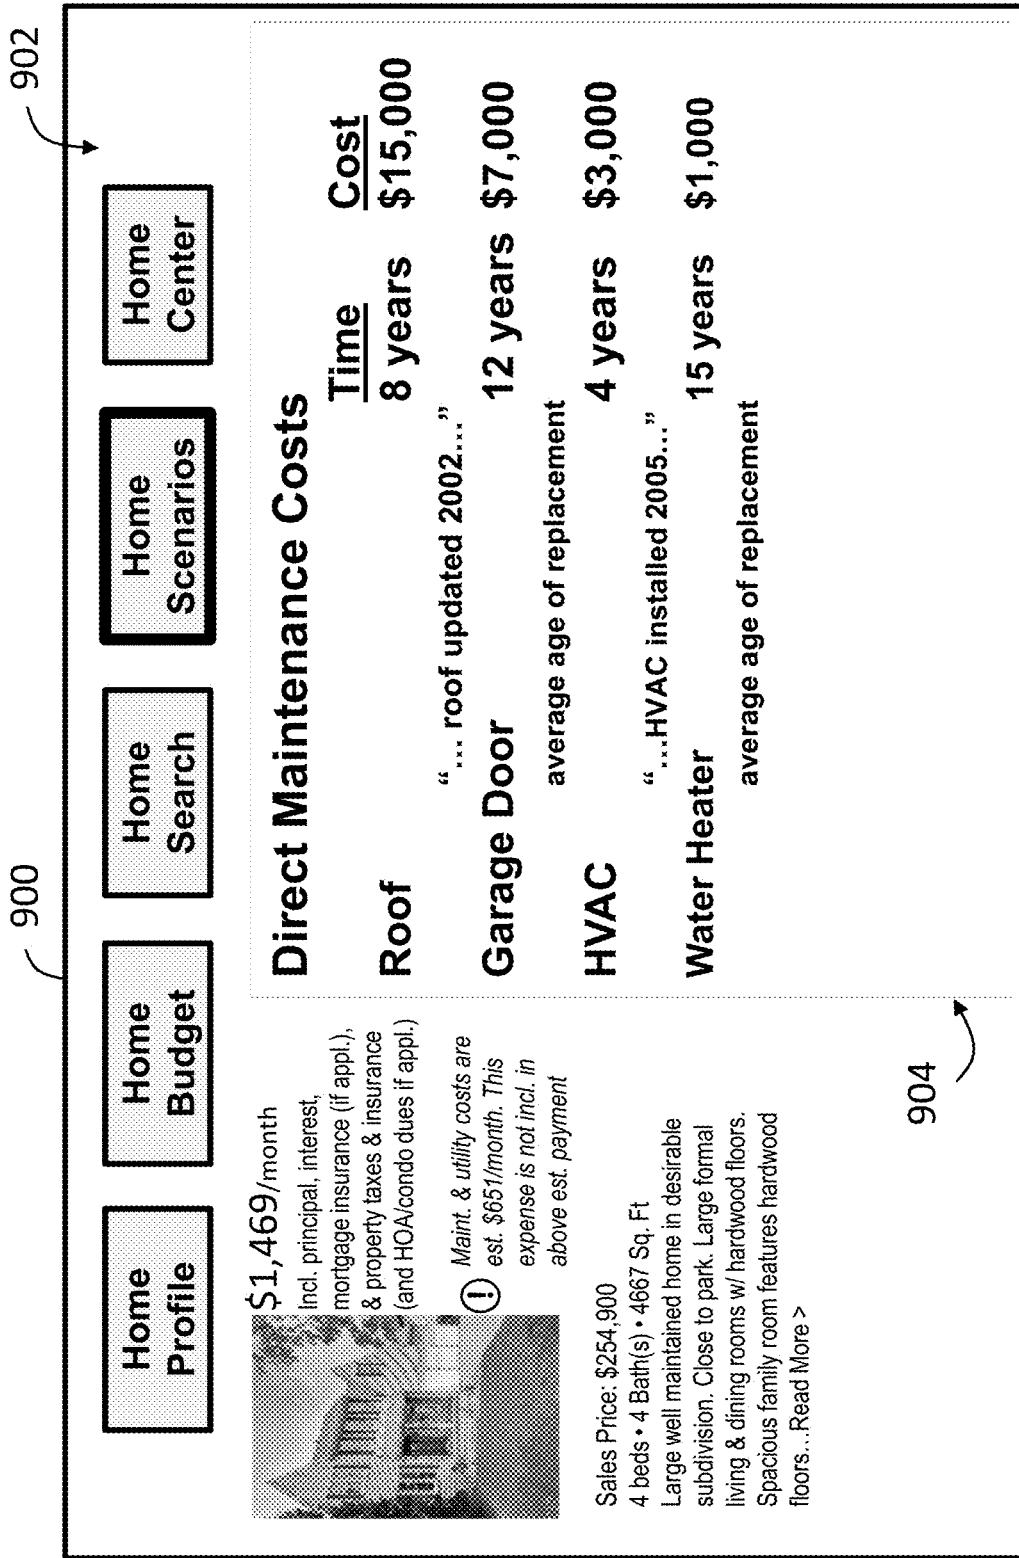 900
902
Home
Profile
Home
Budget
Home
Search
Home
Scenarios
Home
Center
$1,469/month
Incl. principal, interest,
mortgage insurance (if appl.),
& property taxes & insurance
(and HOA/condo dues if appl.)
! Maint. & utility costs are
est. $651/month. This
expense is not incl. in
above est. payment
Sales Price: $254,900
4 beds • 4 Bath(s) • 4667 Sq. Ft
Large well maintained home in desirable
subdivision. Close to park. Large formal
living & dining rooms w/ hardwood floors.
Spacious family room features hardwood
floors...Read More >
904
Direct Maintenance Costs
Time Cost
Roof 8 years $15,000
“... roof updated 2002...”
Garage Door 12 years $7,000
average age of replacement
HVAC 4 years $3,000
“...HVAC installed 2005...”
Water Heater 15 years $1,000
average age of replacement